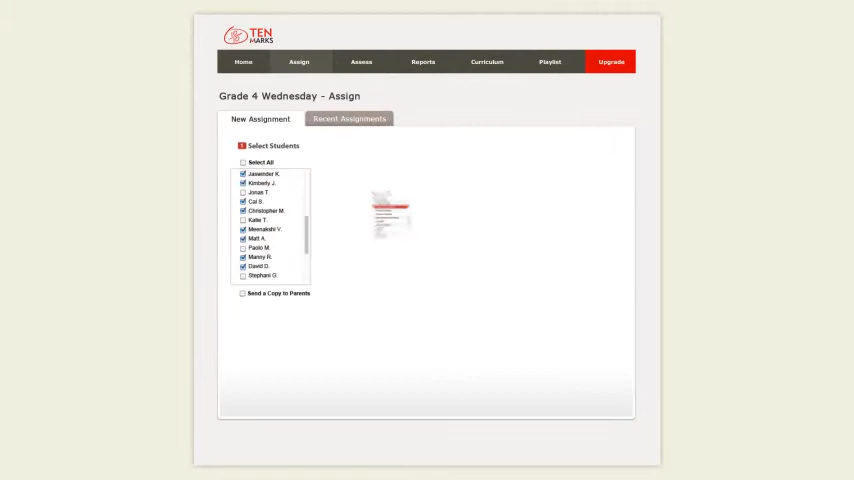 TEN
MARKS
Home Assign Assess Reports Curriculum Playlist Upgrade
Grade 4 Wednesday - Assign
New Assignment Recent Assignments
1 Select Students
Select All
Jaswinder K.
Kimberly J.
Jonas T.
Cal S.
Christopher M.
Katie T.
Meenakshi V.
Matt A.
Paolo M.
Manny R.
David D.
Stephani G.
Send a Copy to Parents